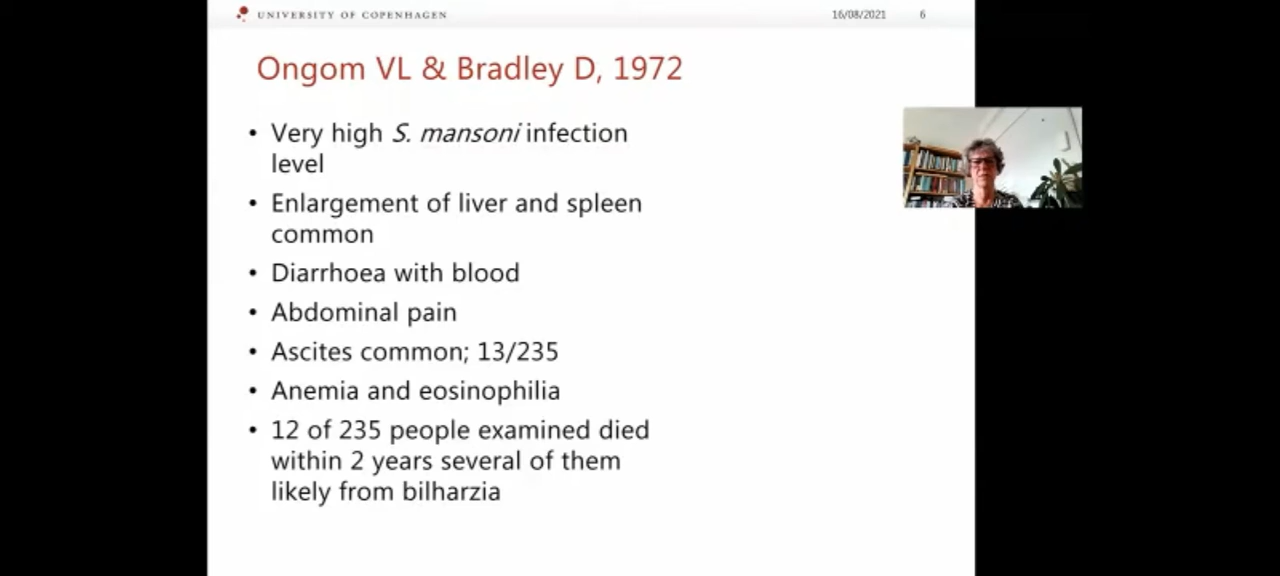 UNIVERSITY OF COPENHAGEN
16/08/2021 6
Ongom VL & Bradley D, 1972
• Very high S. mansoni infection
level
• Enlargement of liver and spleen
common
• Diarrhoea with blood
• Abdominal pain
• Ascites common; 13/235
• Anemia and eosinophilia
• 12 of 235 people examined died
within 2 years several of them
likely from bilharzia